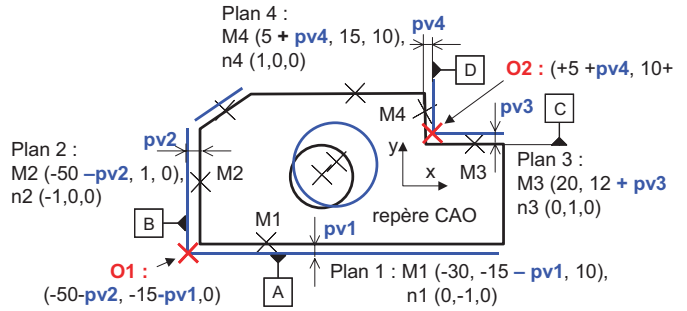 Plan 4 :
M4 (5 + pv4, 15, 10),
n4 (1,0,0)
pv4
D
O2 : (+5 +pv4, 10+
M4
pv3
C
pv2
Plan 2 :
M2 (-50 –pv2, 1, 0),
n2 (-1,0,0)
M2
y
x
M3
Plan 3 :
M3 (20, 12 + pv3
n3 (0,1,0)
B
M1
pv1
repère CAO
O1 :
(-50-pv2, -15-pv1,0)
A
Plan 1 : M1 (-30, -15 – pv1, 10),
n1 (0,-1,0)